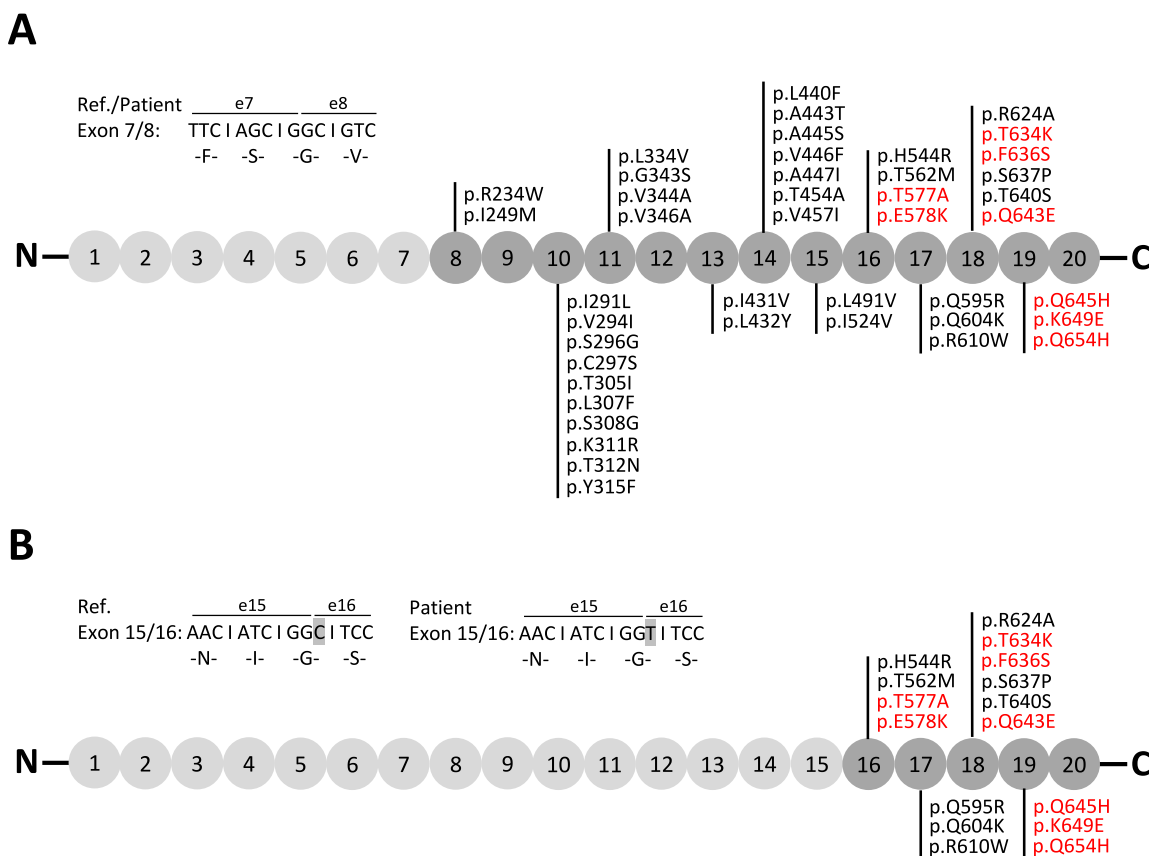 A
Ref./Patient
e7 e8
Exon 7/8: TTC I AGC I GGC I GTC
-F- -S- -G- -V-
p.R234W
p.I249M
p.L334V
p.G343S
p.V344A
p.V346A
p.L440F
p.A443T
p.A445S
p.V446F
p.A447I
p.T454A
p.V457I
p.H544R
p.T562M
p.T577A
p.E578K
p.R624A
p.T634K
p.F636S
p.S637P
p.T640S
p.Q643E
N 1 2 3 4 5 6 7 8 9 10 11 12 13 14 15 16 17 18 19 20 C
p.I291L
p.V294I
p.S296G
p.C297S
p.T305I
p.L307F
p.S308G
p.K311R
p.T312N
p.Y315F
p.I431V
p.L432Y
p.L491V
p.I524V
p.Q595R
p.Q604K
p.R610W
p.Q645H
p.K649E
p.Q654H
B
Ref.
e15 e16
Exon 15/16: AAC I ATC I GGC I TCC
-N- -I- -G- -S-
Patient
e15 e16
Exon 15/16: AAC I ATC I GGT I TCC
-N- -I- -G- -S-
p.H544R
p.T562M
p.T577A
p.E578K
p.R624A
p.T634K
p.F636S
p.S637P
p.T640S
p.Q643E
N 1 2 3 4 5 6 7 8 9 10 11 12 13 14 15 16 17 18 19 20 C
p.Q595R
p.Q604K
p.R610W
p.Q645H
p.K649E
p.Q654H